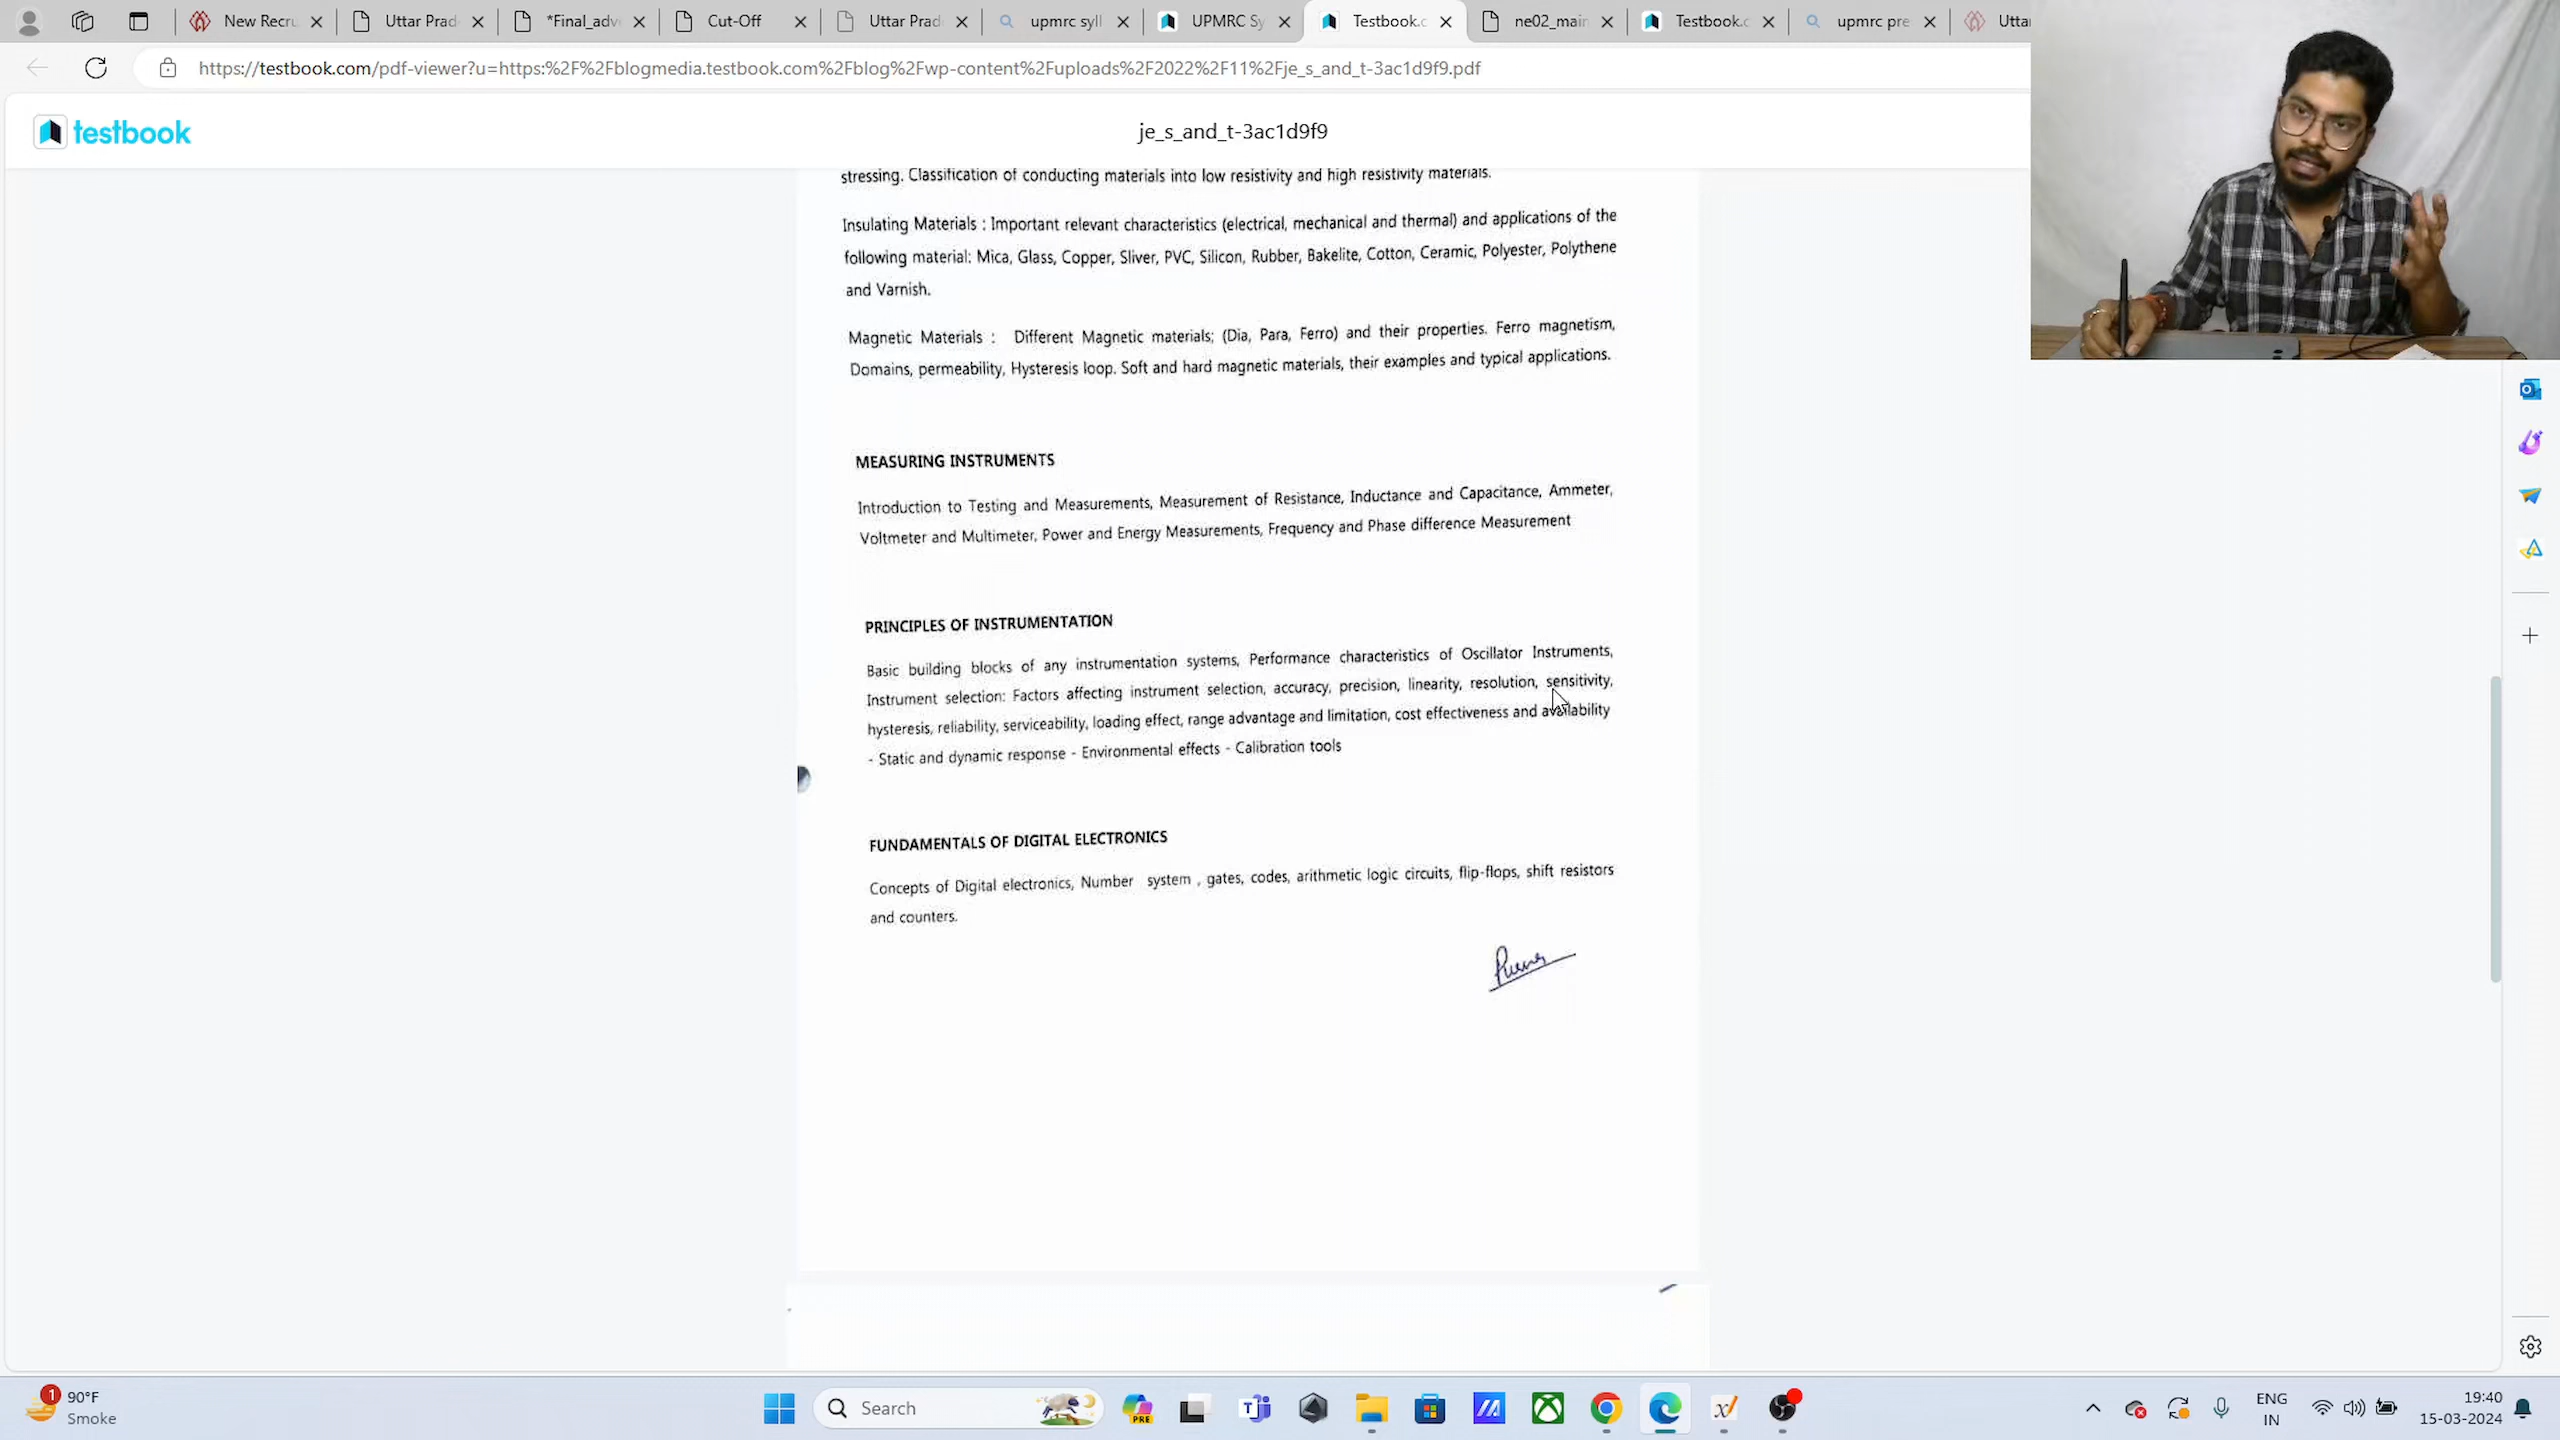 New Recru
Uttar Prad
*Final_adv
Cut-Off
Uttar Prad
upmrc syll
UPMRC Sy
Testbook.c
ne02_main
Testbook.c
upmrc pre
Uttar
https://testbook.com/pdf-viewer?u=https:%2F%2Fblogmedia.testbook.com%2Fblog%2Fwp-content%2Fuploads%2F2022%2F11%2Fje_s_and_t-3ac1d9f9.pdf
testbook
je_s_and_t-3ac1d9f9
stressing. Classification of conducting materials into low resistivity and high resistivity materials.
Insulating Materials : Important relevant characteristics (electrical, mechanical and thermal) and applications of the
following material: Mica, Glass, Copper, Sliver, PVC, Silicon, Rubber, Bakelite, Cotton, Ceramic, Polyester, Polythene
and Varnish.
Magnetic Materials : Different Magnetic materials; (Dia, Para, Ferro) and their properties. Ferro magnetism,
Domains, permeability, Hysteresis loop. Soft and hard magnetic materials, their examples and typical applications.
MEASURING INSTRUMENTS
Introduction to Testing and Measurements, Measurement of Resistance, Inductance and Capacitance, Ammeter,
Voltmeter and Multimeter, Power and Energy Measurements, Frequency and Phase difference Measurement
PRINCIPLES OF INSTRUMENTATION
Basic building blocks of any instrumentation systems, Performance characteristics of Oscillator Instruments,
Instrument selection: Factors affecting instrument selection, accuracy, precision, linearity, resolution, sensitivity,
hysteresis, reliability, serviceability, loading effect, range advantage and limitation, cost effectiveness and availability
- Static and dynamic response - Environmental effects - Calibration tools
FUNDAMENTALS OF DIGITAL ELECTRONICS
Concepts of Digital electronics, Number system , gates, codes, arithmetic logic circuits, flip-flops, shift resistors
and counters.
1
90°F
Smoke
Search
PRE
ENG
IN
19:40
15-03-2024